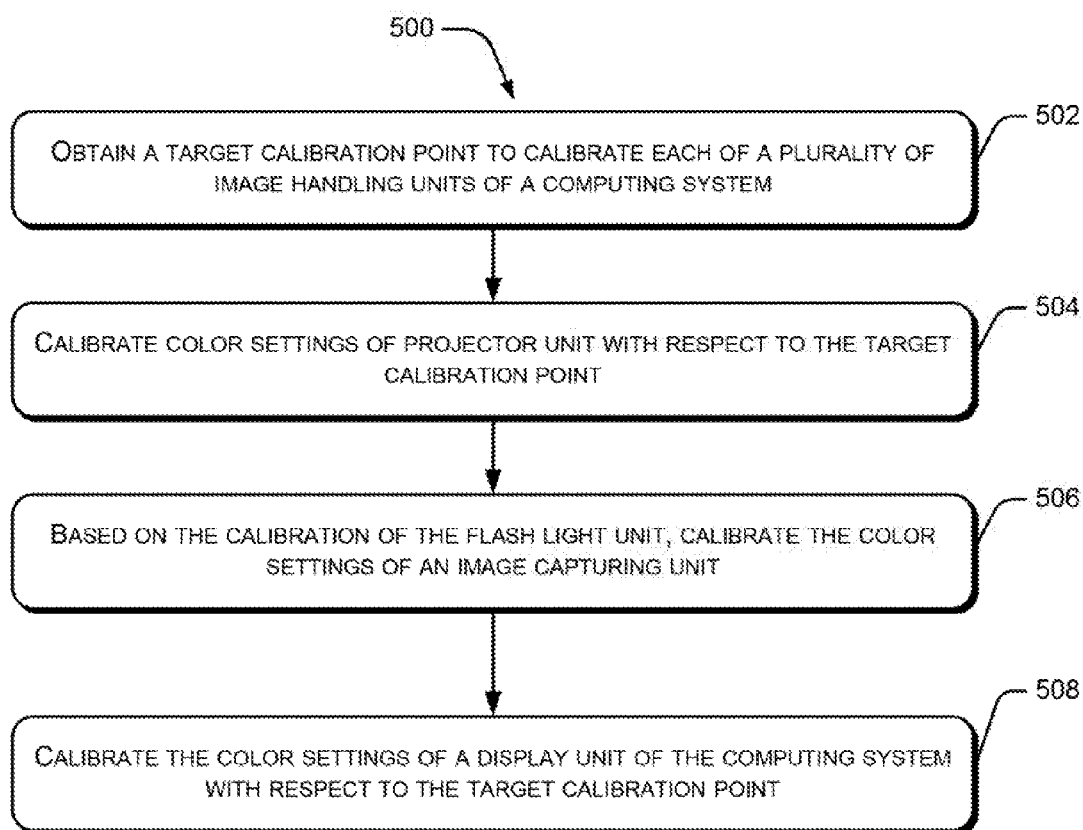 500
502
OBTAIN A TARGET CALIBRATION POINT TO CALIBRATE EACH OF A PLURALITY OF
IMAGE HANDLING UNITS OF A COMPUTING SYSTEM
504
CALIBRATE COLOR SETTINGS OF PROJECTOR UNIT WITH RESPECT TO THE TARGET
CALIBRATION POINT
506
BASED ON THE CALIBRATION OF THE FLASH LIGHT UNIT, CALIBRATE THE COLOR
SETTINGS OF AN IMAGE CAPTURING UNIT
508
CALIBRATE THE COLOR SETTINGS OF A DISPLAY UNIT OF THE COMPUTING SYSTEM
WITH RESPECT TO THE TARGET CALIBRATION POINT